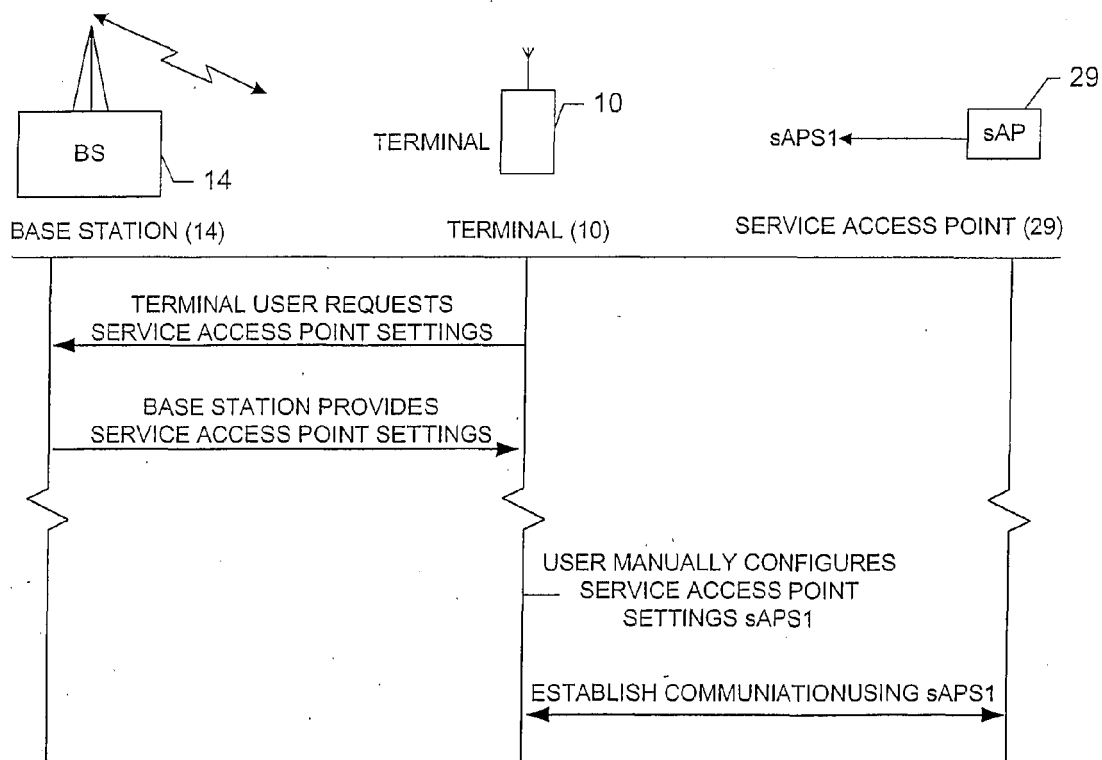 29
10
BS
TERMINAL
sAPS1
sAP
14
BASE STATION (14)
TERMINAL (10)
SERVICE ACCESS POINT (29)
TERMINAL USER REQUESTS
SERVICE ACCESS POINT SETTINGS
BASE STATION PROVIDES
SERVICE ACCESS POINT SETTINGS
USER MANUALLY CONFIGURES
SERVICE ACCESS POINT
SETTINGS sAPS1
ESTABLISH COMMUNIATIONUSING sAPS1